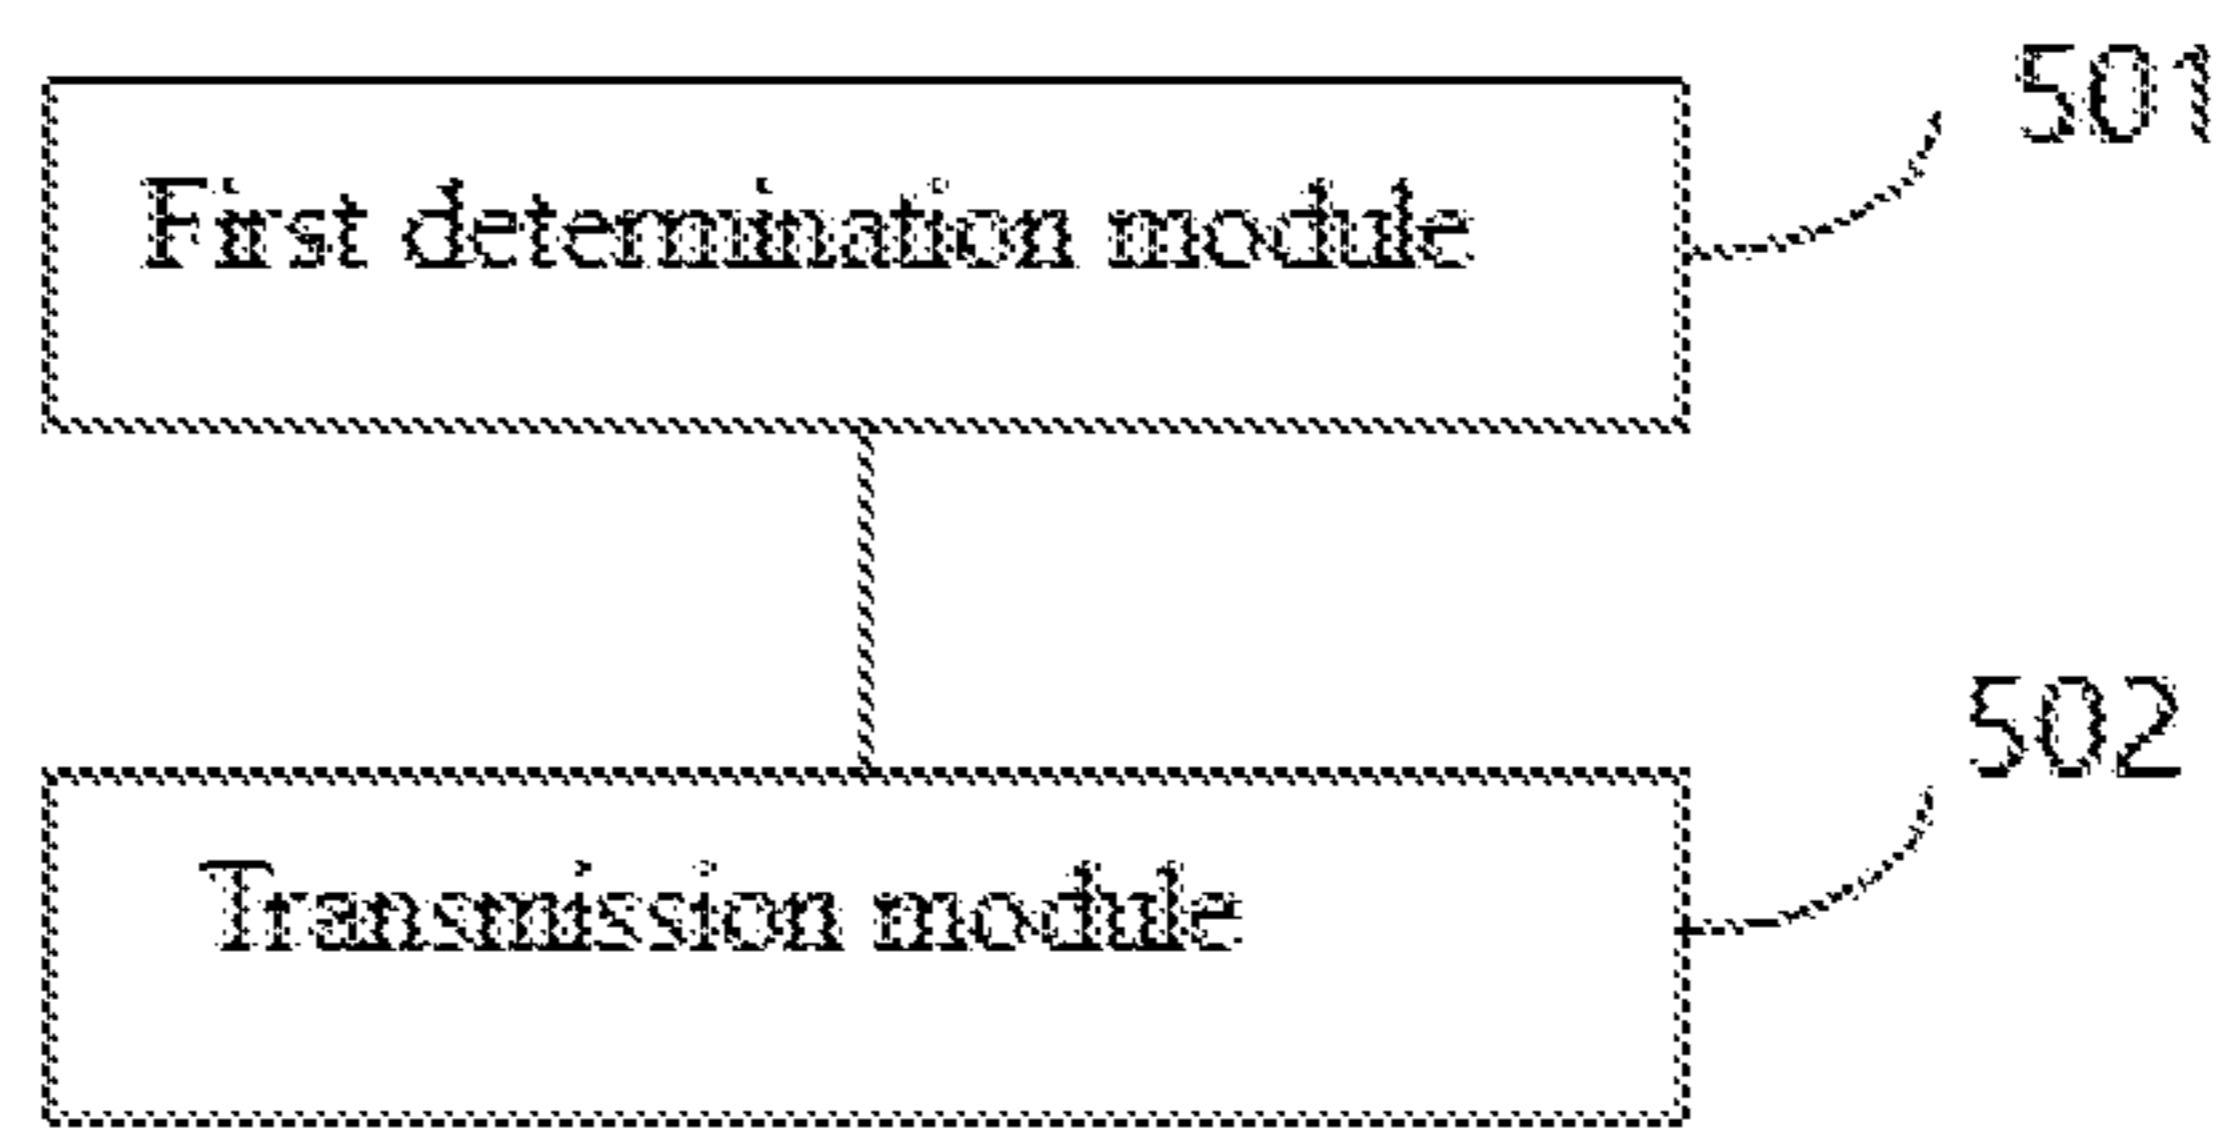 501
First determination module
502
Transmission module